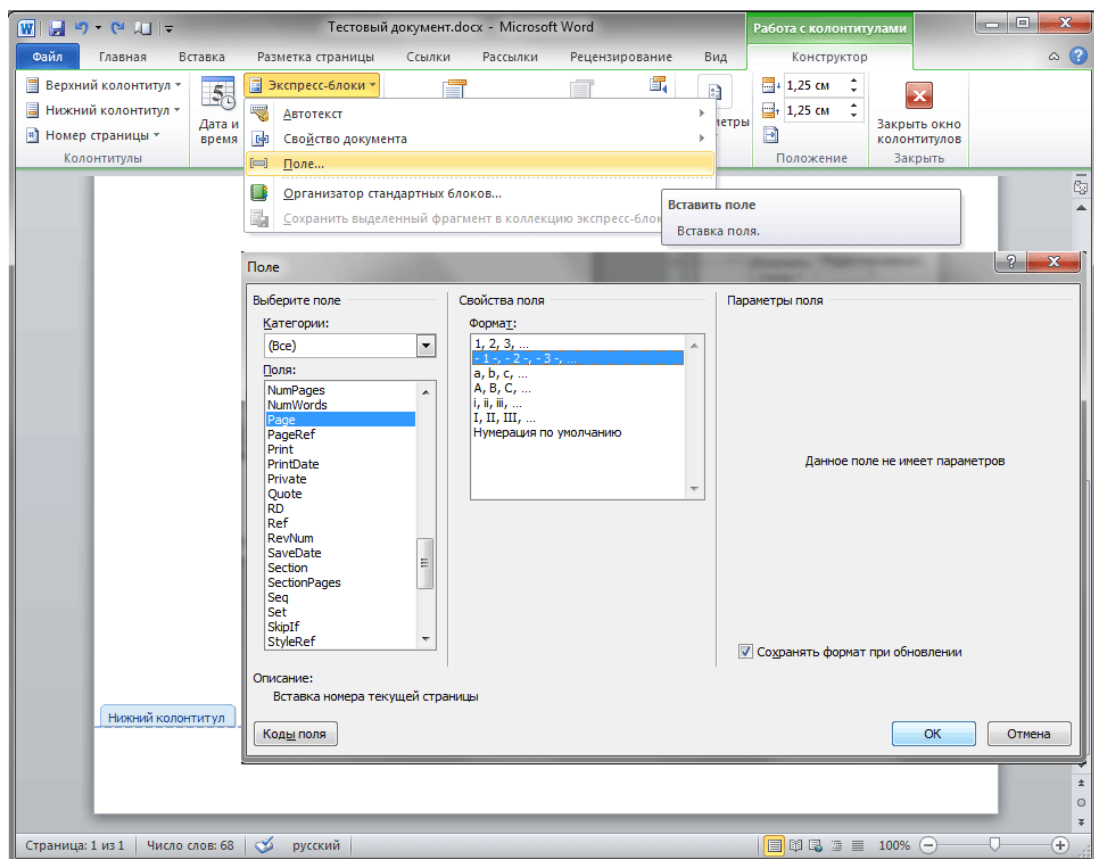 Тестовый документ.docx - Microsoft Word
Работа с колонтитулами
Файл Главная Вставка Разметка страницы Ссылки Рассылки Рецензирование Вид Конструктор
Верхний колонтитул
Нижний колонтитул
Номер страницы
Колонтитулы
5
Дата и
время
Экспресс-блоки
1,25 см
1,25 см
Положение
Закрыть окно
колонтитулов
Закрыть
Автотекст
Свойство документа
Поле...
Организатор стандартных блоков...
Сохранить выделенный фрагмент в коллекцию экспресс-блок
Вставить поле
Вставка поля.
Поле
Выберите поле
Категории:
(Все)
Поля:
NumPages
NumWords
Page
PageRef
Print
PrintDate
Private
Quote
RD
Ref
RevNum
SaveDate
Section
SectionPages
Seq
Set
SkipIf
StyleRef
Свойства поля
Формат:
1, 2, 3, ...
- 1 -, - 2 -, - 3 -, ...
a, b, c, ...
A, B, C, ...
i, ii, iii, ...
I, II, III, ...
Нумерация по умолчанию
Параметры поля
Данное поле не имеет параметров
Сохранять формат при обновлении
Описание:
Вставка номера текущей страницы
Коды поля
ОК
Отмена
Нижний колонтитул
Страница: 1 из 1
Число слов: 68
русский
100%